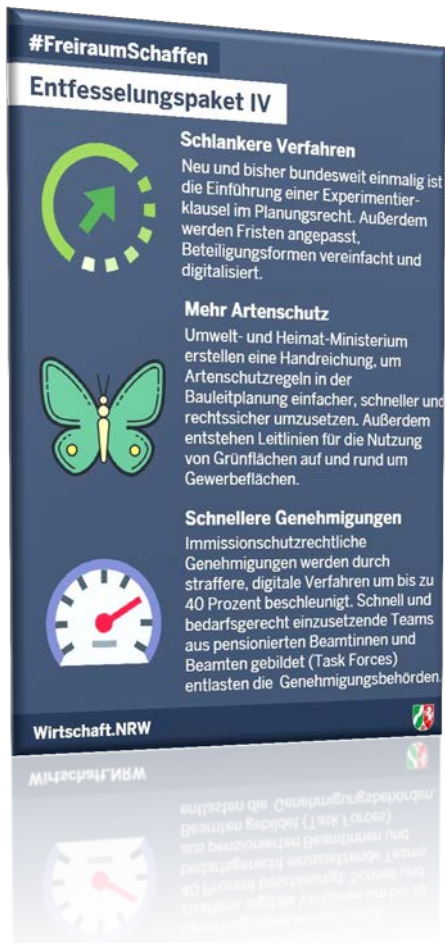 #FreiraumSchaffen
Entfesselungspaket IV
Schlankere Verfahren
Neu und bisher bundesweit einmalig ist
die Einführung einer Experimentier-
klausel im Planungsrecht. Außerdem
werden Fristen angepasst,
Beteiligungsformen vereinfacht und
digitalisiert.
Mehr Artenschutz
Umwelt- und Heimat-Ministerium
erstellen eine Handreichung, um
Artenschutzregeln in der
Bauleitplanung einfacher, schneller und
rechtssicher umzusetzen. Außerdem
entstehen Leitlinien für die Nutzung
von Grünflächen auf und rund um
Gewerbeflächen.
Schnellere Genehmigungen
Immissionschutzrechtliche
Genehmigungen werden durch
straffere, digitale Verfahren um bis zu
40 Prozent beschleunigt. Schnell und
bedarfsgerecht einzusetzende Teams
aus pensionierten Beamtinnen und
Beamten gebildet (Task Forces)
entlasten die Genehmigungsbehörden.
Wirtschaft.NRW